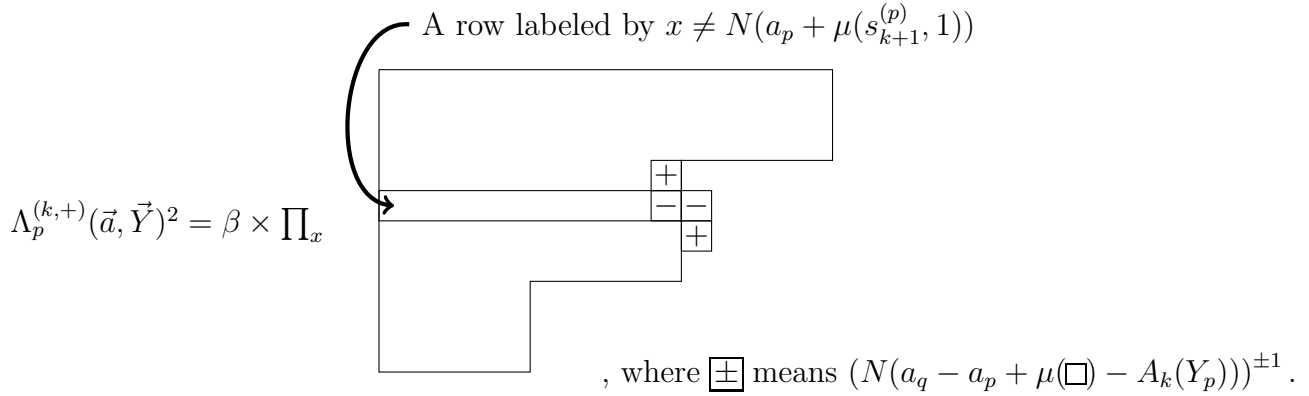 A row labeled by $x \neq N(a_p + \mu(s_{k+1}^{(p)}, 1))$
+
− −
+
$\Lambda_p^{(k,+)}(\vec{a}, \vec{Y})^2 = \beta \times \prod_x$
, where $\boxed{\pm}$ means $(N(a_q - a_p + \mu(\square) - A_k(Y_p)))^{\pm 1}$.